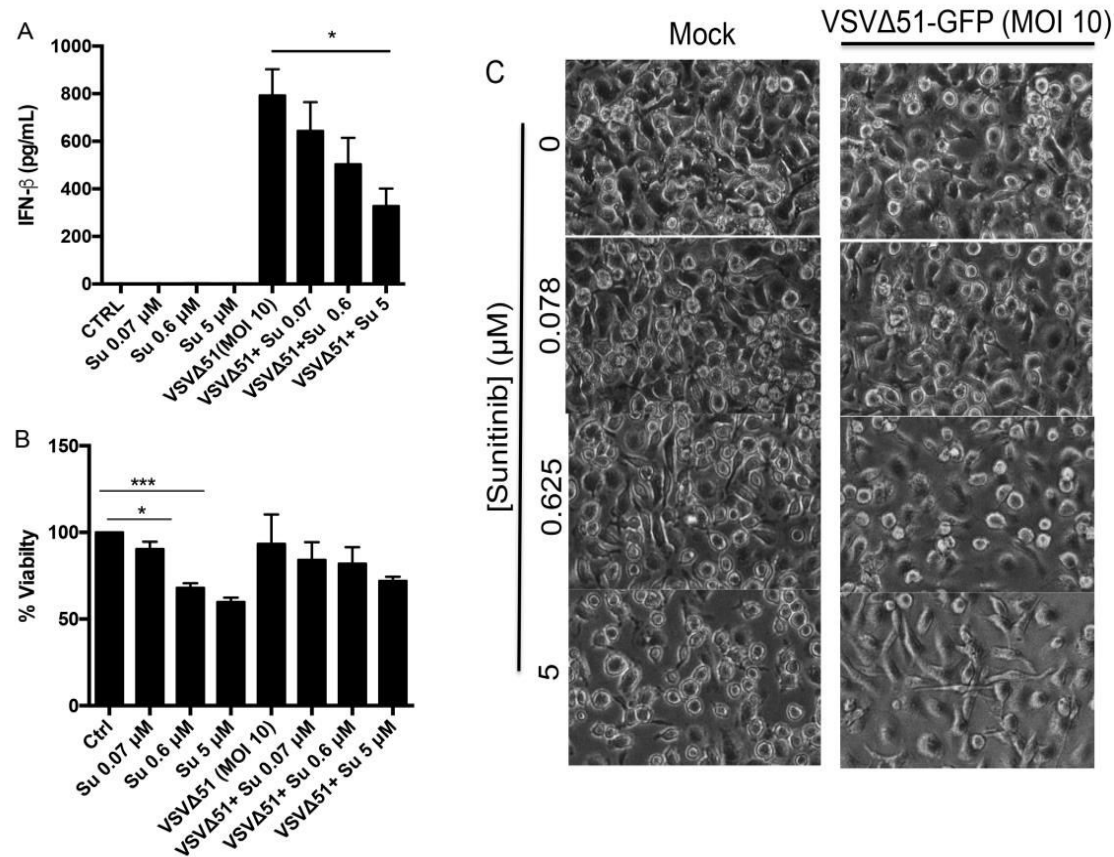 A
IFN-β (pg/mL)
1000
800
600
400
200
0
*
CTRL
Su 0.07 µM
Su 0.6 µM
Su 5 µM
VSVΔ51(MOI 10)
VSVΔ51+ Su 0.07
VSVΔ51+Su 0.6
VSVΔ51+ Su 5
B
% Viabilty
150
100
50
0
***
*
Ctrl
Su 0.07 µM
Su 0.6 µM
Su 5 µM
VSVΔ51 (MOI 10)
VSVΔ51+ Su 0.07 µM
VSVΔ51+ Su 0.6 µM
VSVΔ51+ Su 5 µM
C
Mock
VSVΔ51-GFP (MOI 10)
[Sunitinib] (µM)
0
0.078
0.625
5